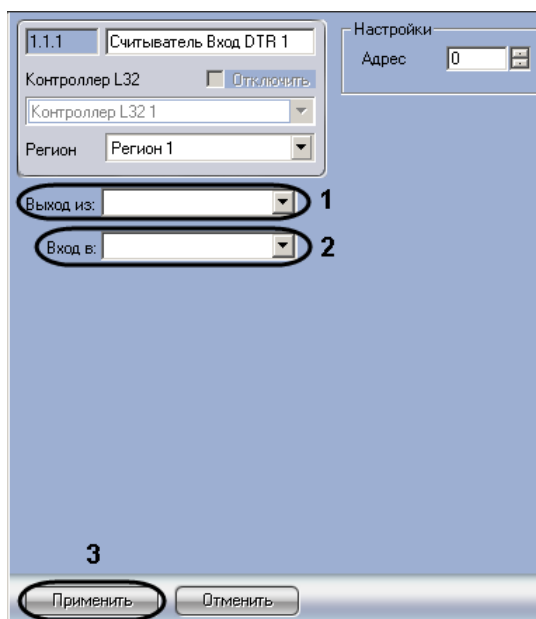 1.1.1 Считыватель Вход DTR 1
Контроллер L32 Отключить
Контроллер L32 1
Регион Регион 1
Настройки
Адрес 0
Выход из: 1
Вход в: 2
3
Применить Отменить